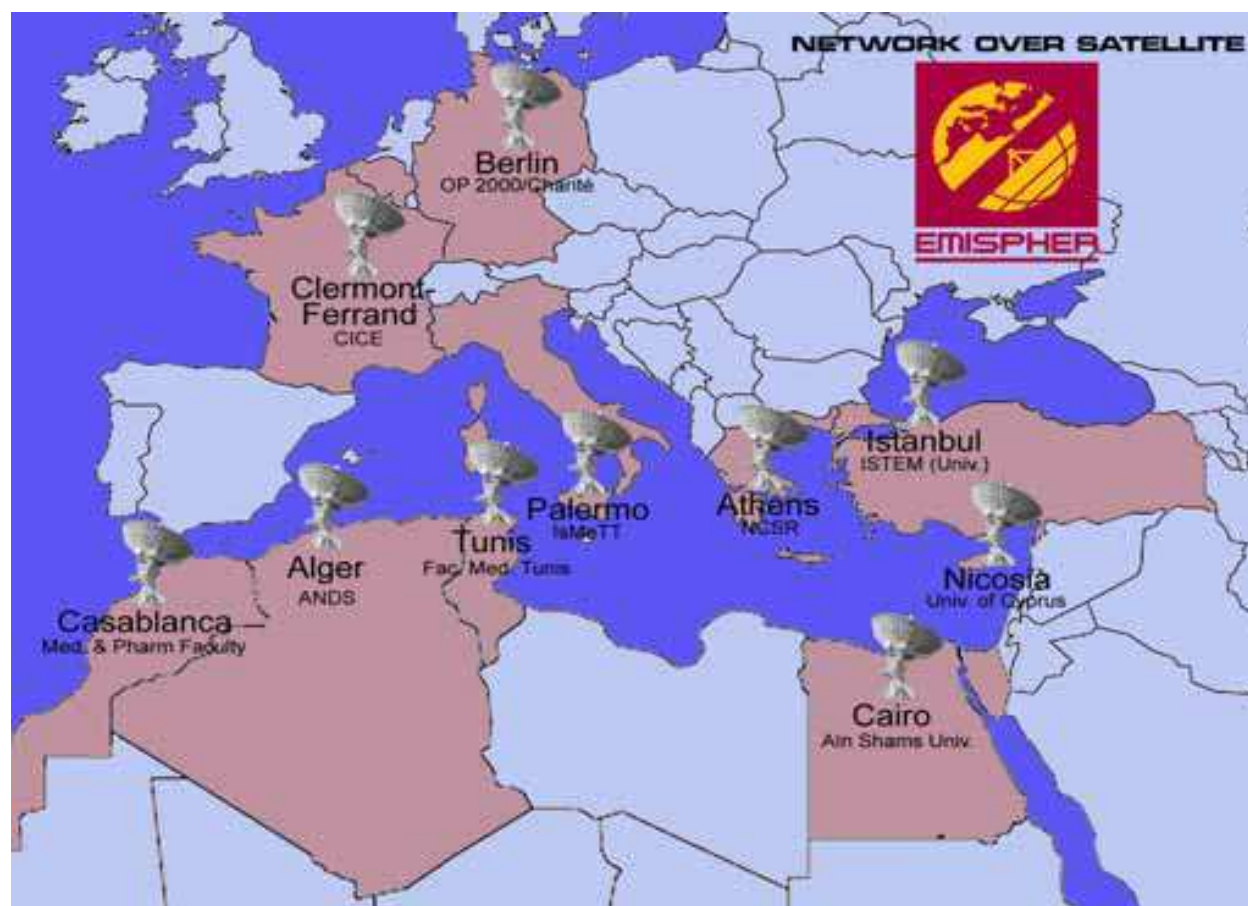 NETWORK OVER SATELLITE
EMISPHER
Berlin
OP 2000/Charité
Clermont-
Ferrand
CICE
Istanbul
ISTEM (Univ.)
Palermo
IsMeTT
Athens
NCSR
Tunis
Fac. Med. Tunis
Alger
ANDS
Nicosia
Univ. of Cyprus
Casablanca
Med. & Pharm Faculty
Cairo
Ain Shams Univ.